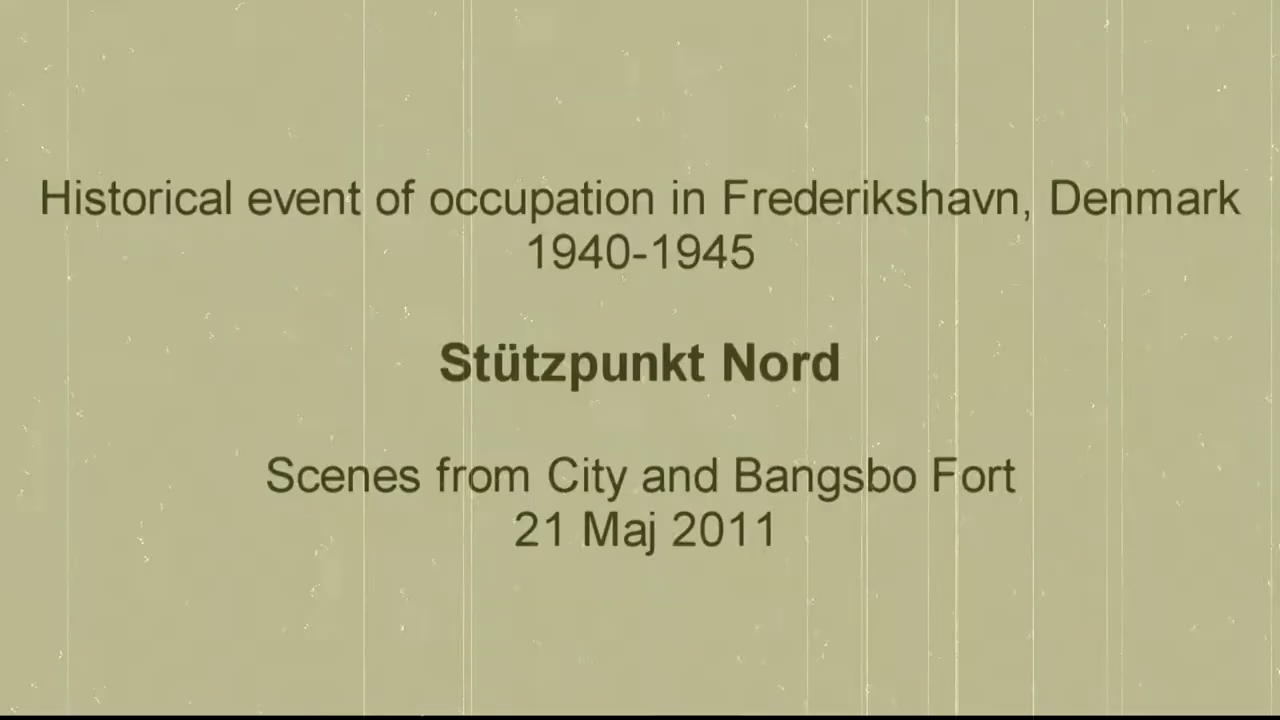 Historical event of occupation in Frederikshavn, Denmark
1940-1945
Stützpunkt Nord
Scenes from City and Bangsbo Fort
21 Maj 2011